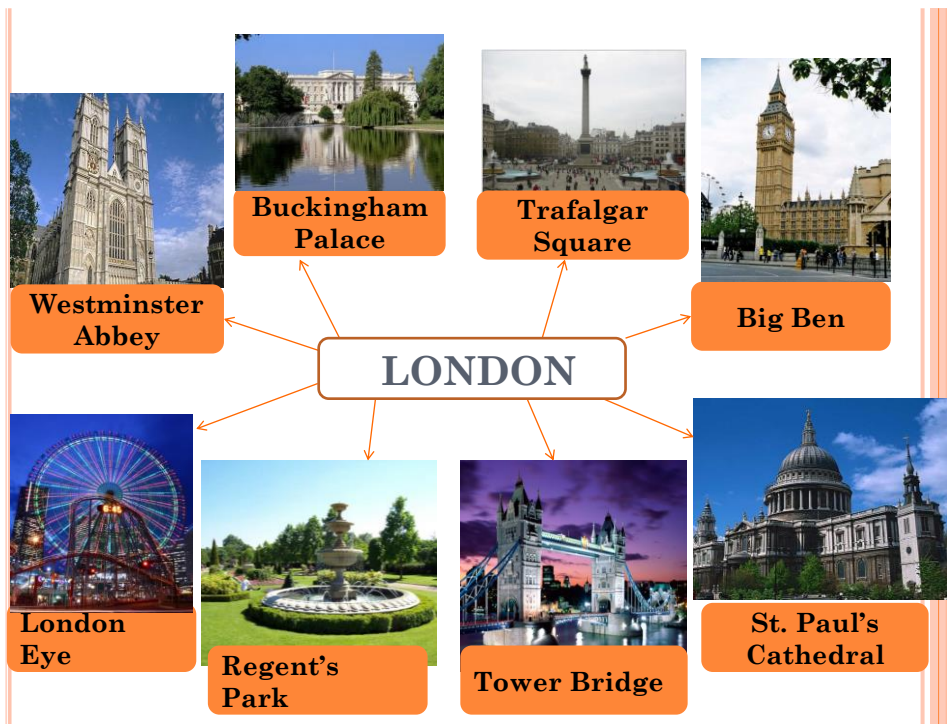 Buckingham
Palace
Trafalgar
Square
Westminster
Abbey
Big Ben
LONDON
London
Eye
Regent's
Park
Tower Bridge
St. Paul's
Cathedral